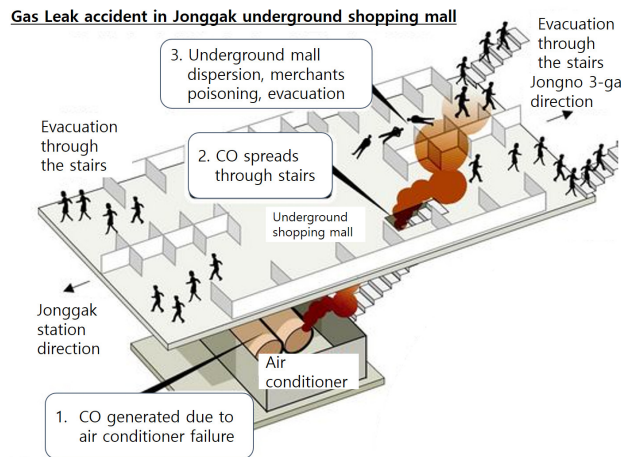 Gas Leak accident in Jonggak underground shopping mall
Evacuation
through
the stairs
Jongno 3-ga
direction
3. Underground mall
dispersion, merchants
poisoning, evacuation
Evacuation
through
the stairs
2. CO spreads
through stairs
Underground
shopping mall
Jonggak
station
direction
Air
conditioner
1. CO generated due to
air conditioner failure